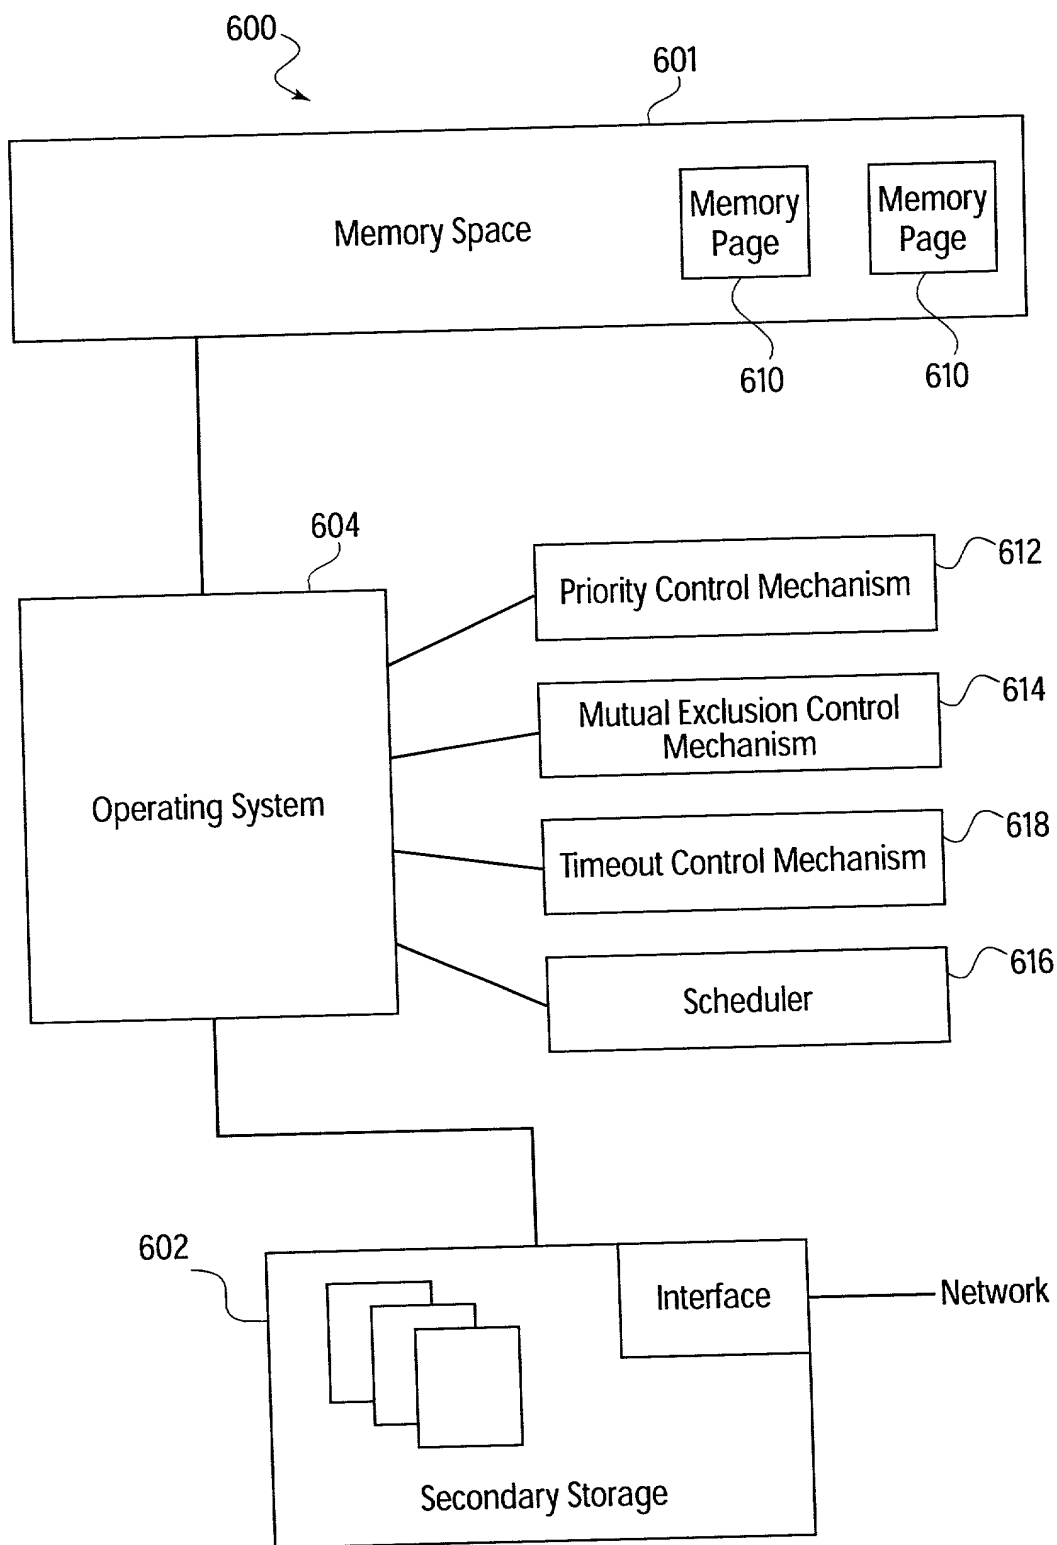 600
601
Memory Space
Memory
Page
Memory
Page
610
610
604
612
Priority Control Mechanism
614
Mutual Exclusion Control
Mechanism
Operating System
618
Timeout Control Mechanism
616
Scheduler
602
Interface
Network
Secondary Storage